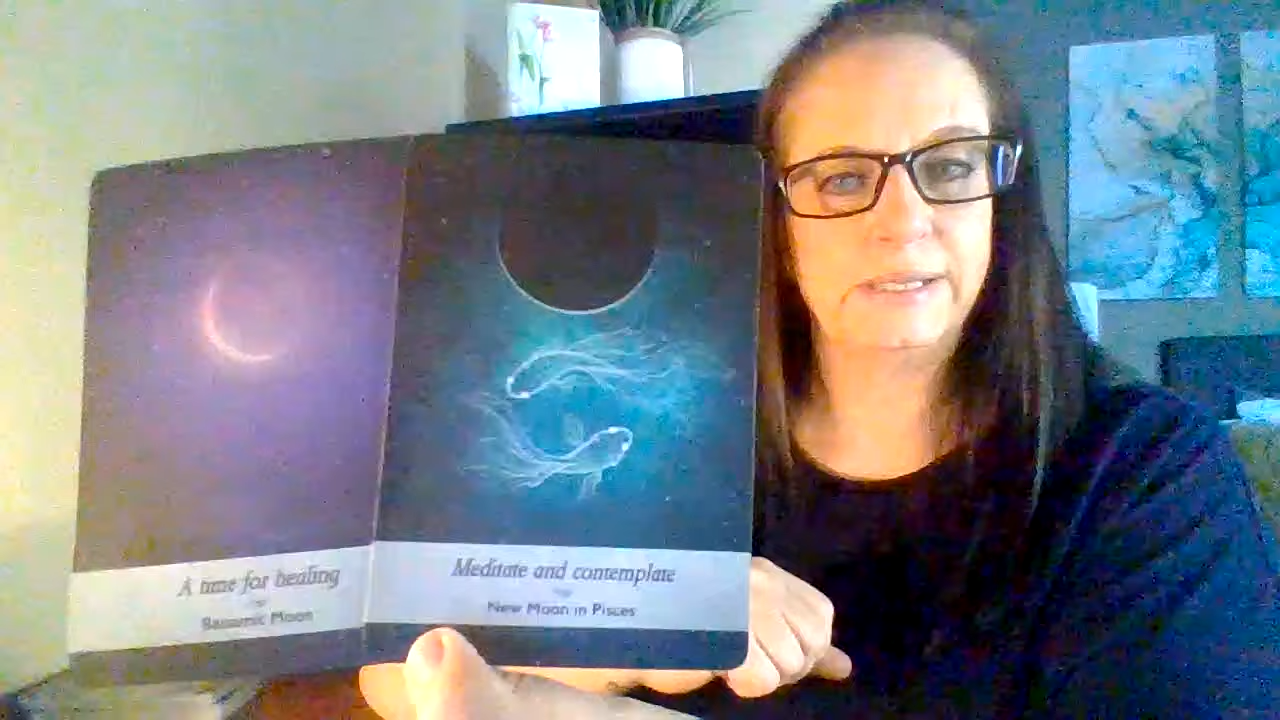 A time for healing
Balsamic Moon
Meditate and contemplate
New Moon in Pisces